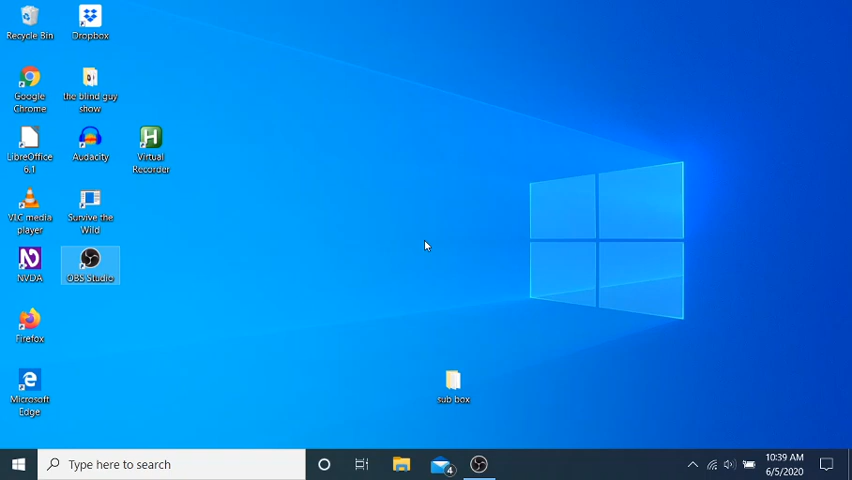 Recycle Bin
Dropbox
Google
Chrome
the blind guy
show
LibreOffice
6.1
Audacity
Virtual
Recorder
VLC media
player
Survive the
Wild
NVDA
OBS Studio
Firefox
Microsoft
Edge
sub box
Type here to search
4
10:39 AM
6/5/2020